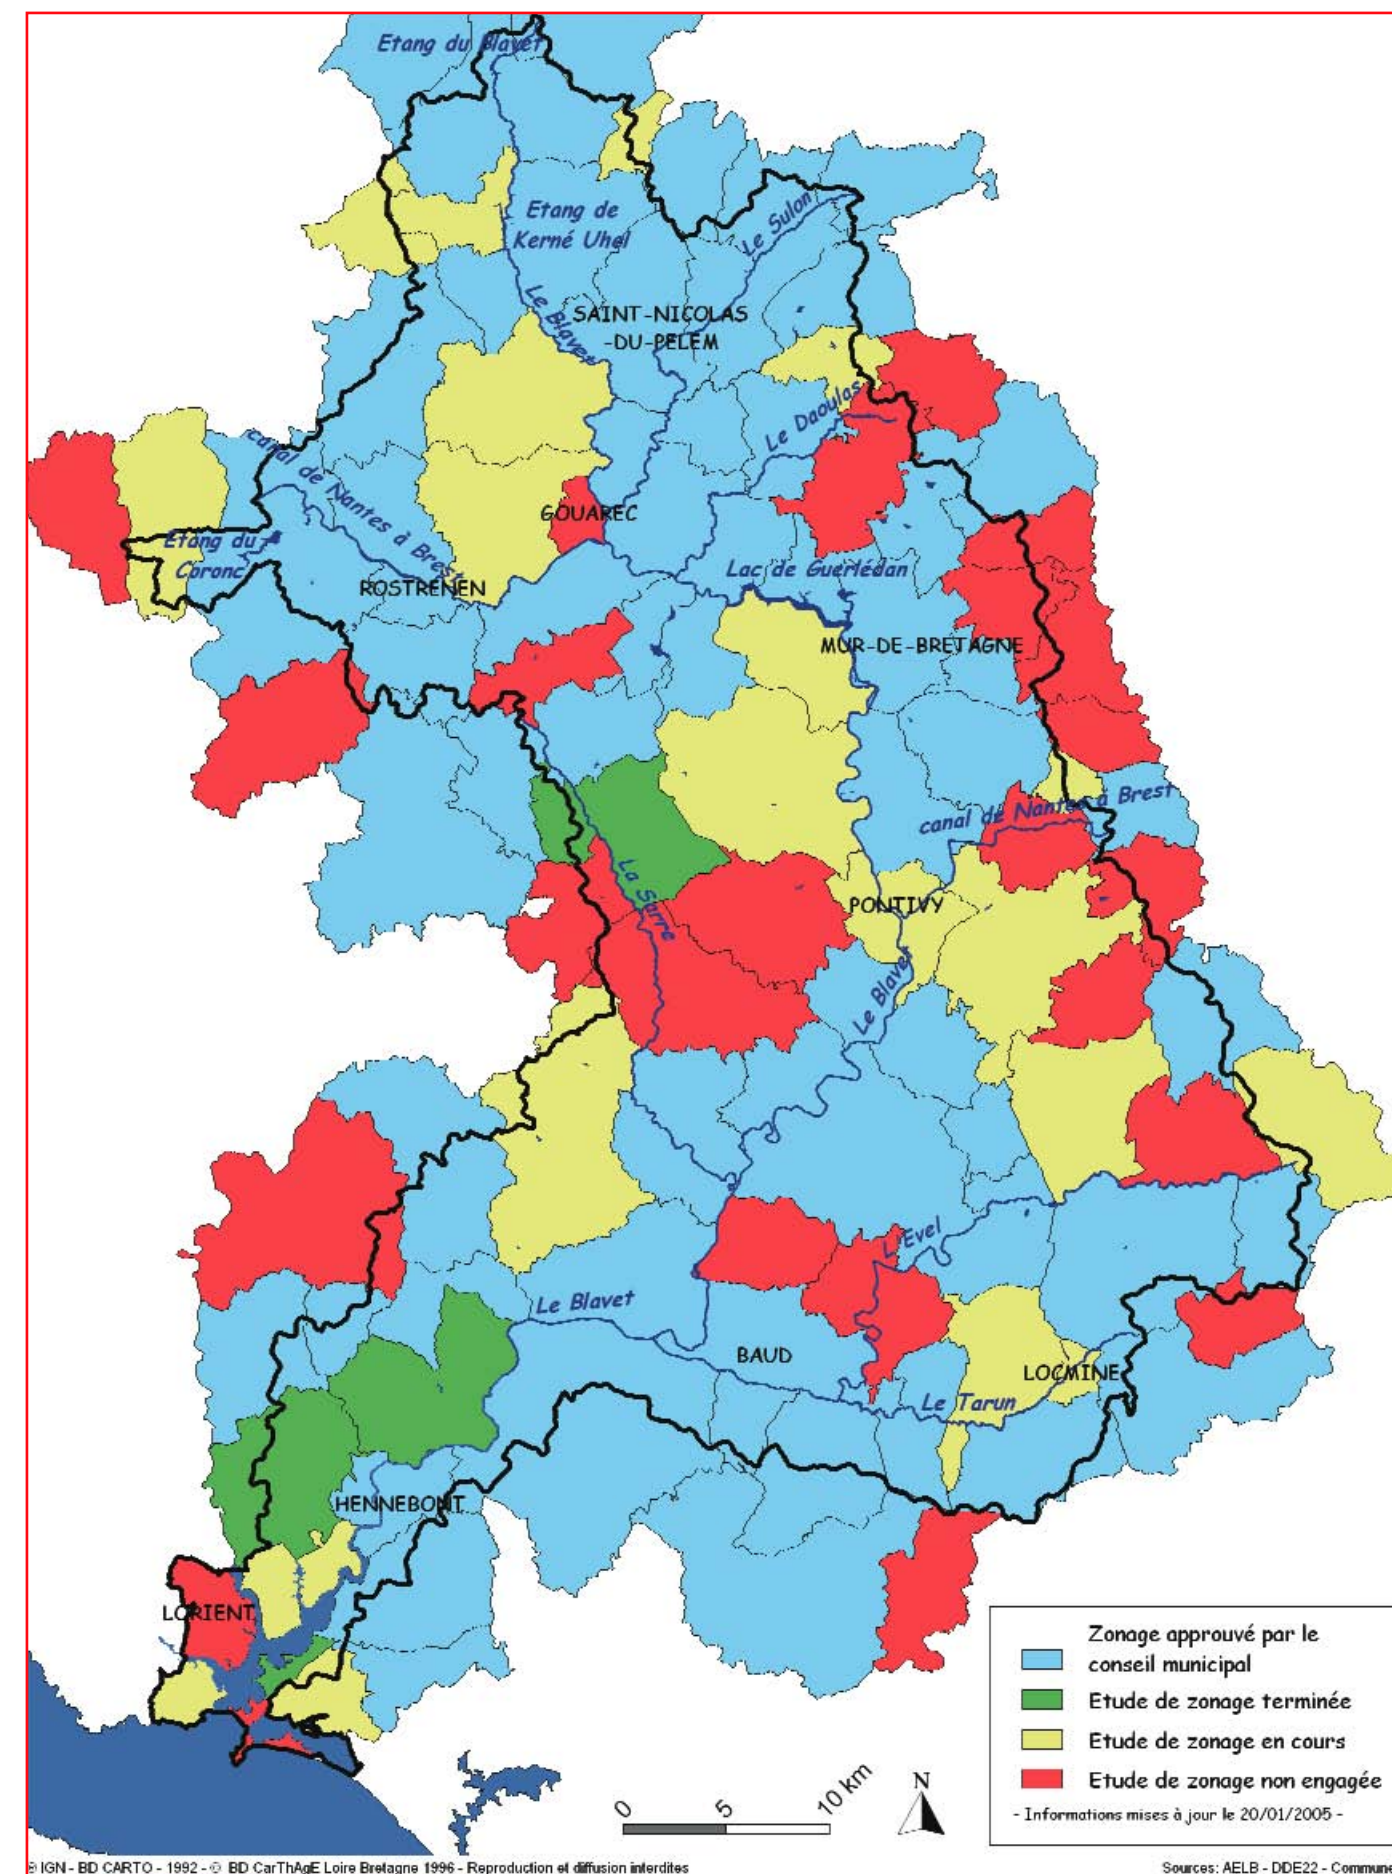 Etang du Blavet
Etang de
Kerné Uhel
Le Sulon
Le Blavet
SAINT-NICOLAS
-DU-PELEM
Le Daoulas
canal de Nantes à Brest
GOUAREC
Etang du
Coronc
ROSTRENEN
Lac de Guerlédan
MUR-DE-BRETAGNE
canal de Nantes à Brest
La Sarre
PONTIVY
Le Blavet
L'Evel
Le Blavet
BAUD
LOCMINE
Le Tarun
HENNEBONT
LORIENT
Zonage approuvé par le
conseil municipal
Etude de zonage terminée
Etude de zonage en cours
Etude de zonage non engagée
- Informations mises à jour le 20/01/2005 -
0 5 10 km
N
© IGN - BD CARTO - 1992 - © BD CarThAgE Loire Bretagne 1996 - Reproduction et diffusion interdites
Sources: AELB - DDE22 - Commune